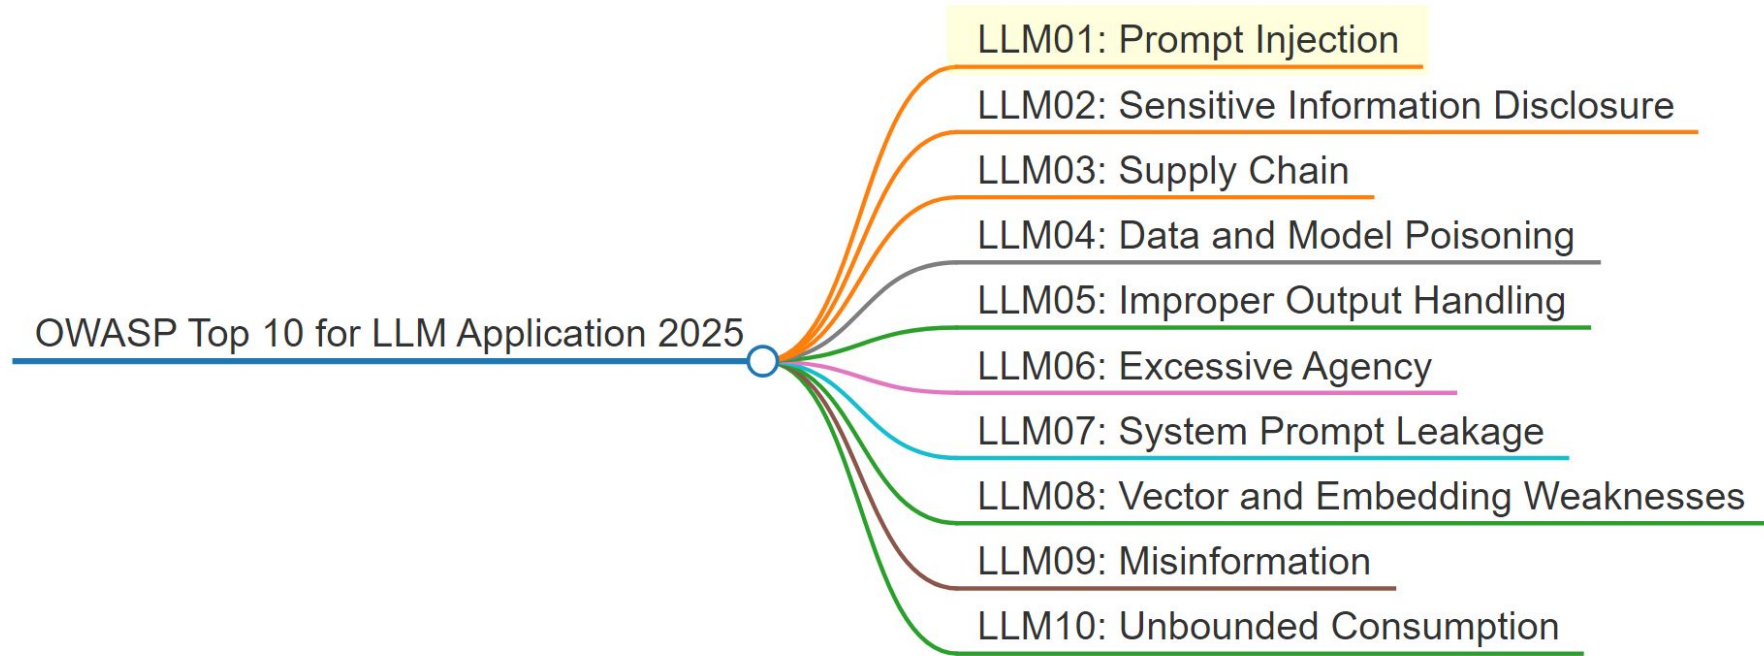 LLM01: Prompt Injection
LLM02: Sensitive Information Disclosure
LLM03: Supply Chain
LLM04: Data and Model Poisoning
LLM05: Improper Output Handling
OWASP Top 10 for LLM Application 2025
LLM06: Excessive Agency
LLM07: System Prompt Leakage
LLM08: Vector and Embedding Weaknesses
LLM09: Misinformation
LLM10: Unbounded Consumption